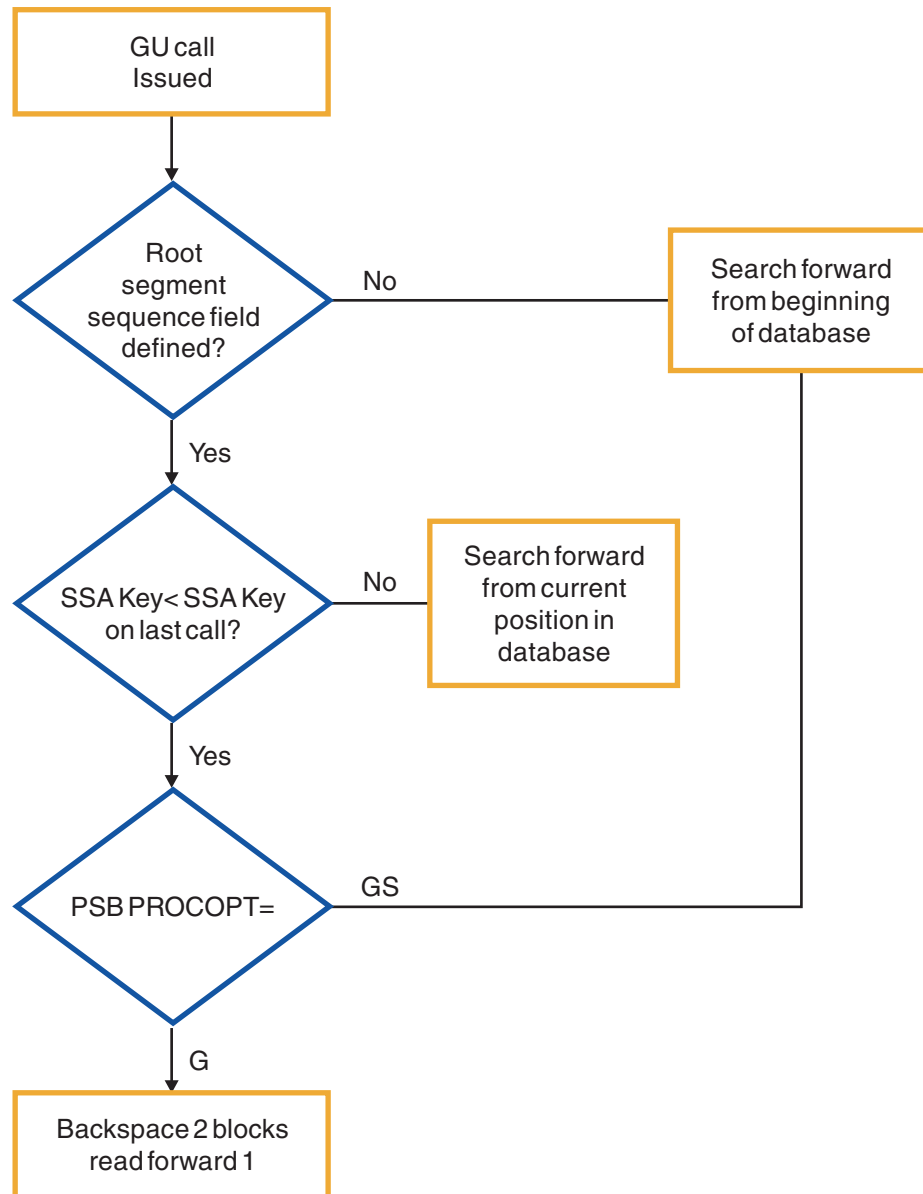 GU call
Issued
Root
segment
sequence field
defined?
No
Search forward
from beginning
of database
Yes
SSA Key< SSA Key
on last call?
No
Search forward
from current
position in
database
Yes
PSB PROCOPT=
GS
G
Backspace 2 blocks
read forward 1